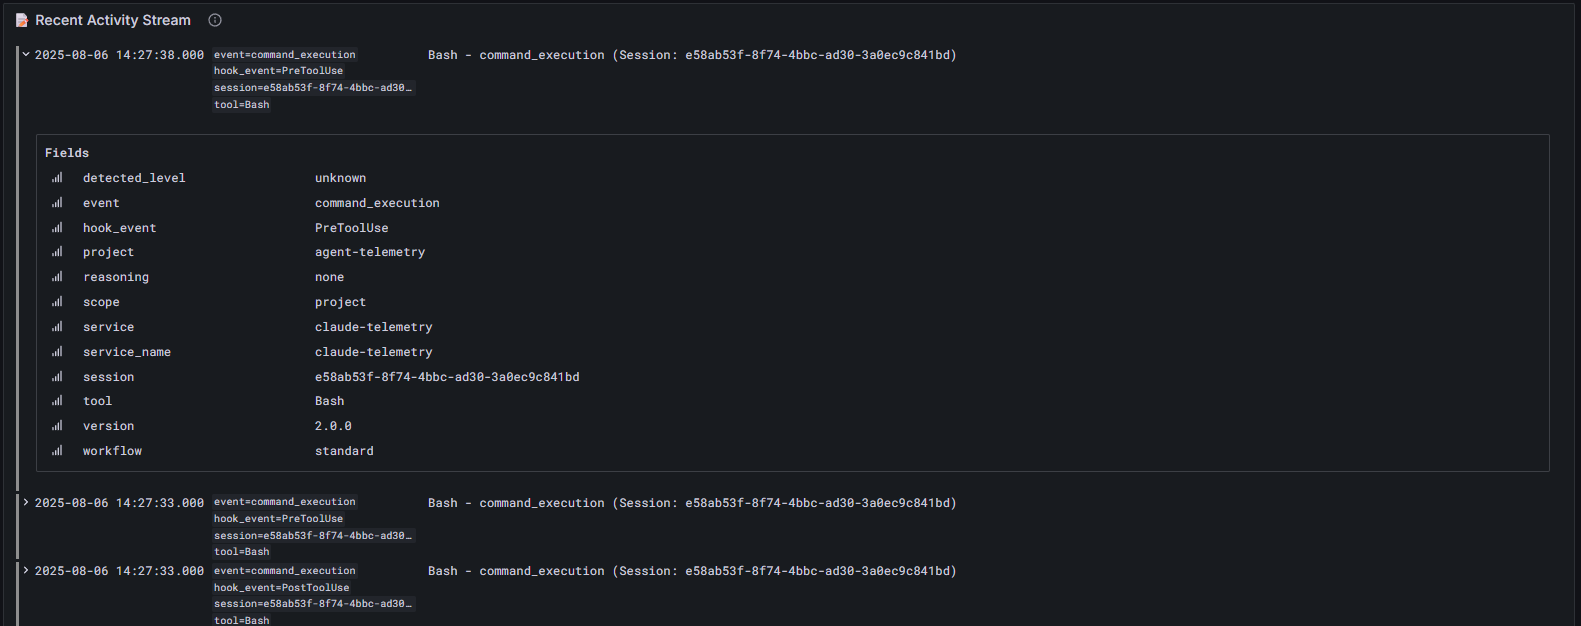 Recent Activity Stream
2025-08-06 14:27:38.000 event=command_execution Bash - command_execution (Session: e58ab53f-8f74-4bbc-ad30-3a0ec9c841bd)
hook_event=PreToolUse
session=e58ab53f-8f74-4bbc-ad30…
tool=Bash
Fields
detected_level unknown
event command_execution
hook_event PreToolUse
project agent-telemetry
reasoning none
scope project
service claude-telemetry
service_name claude-telemetry
session e58ab53f-8f74-4bbc-ad30-3a0ec9c841bd
tool Bash
version 2.0.0
workflow standard
2025-08-06 14:27:33.000 event=command_execution Bash - command_execution (Session: e58ab53f-8f74-4bbc-ad30-3a0ec9c841bd)
hook_event=PreToolUse
session=e58ab53f-8f74-4bbc-ad30…
tool=Bash
2025-08-06 14:27:33.000 event=command_execution Bash - command_execution (Session: e58ab53f-8f74-4bbc-ad30-3a0ec9c841bd)
hook_event=PostToolUse
session=e58ab53f-8f74-4bbc-ad30…
tool=Bash